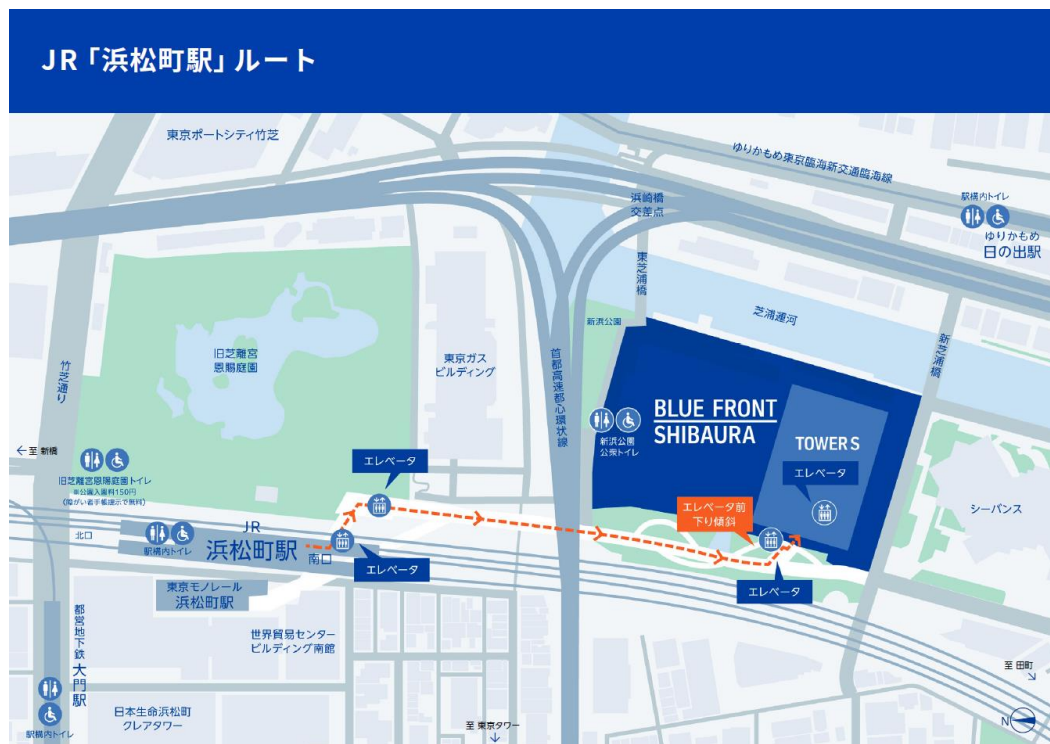 JR「浜松町駅」ルート
東京ポートシティ竹芝
ゆりかもめ東京臨海新交通臨海線
浜崎橋
交差点
駅構内トイレ
ゆりかもめ
日の出駅
東芝浦橋
芝浦運河
新浜公園
新芝浦橋
旧芝離宮
恩賜庭園
東京ガス
ビルディング
首都高速都心環状線
竹芝通り
BLUE FRONT
SHIBAURA
TOWER S
エレベータ
新浜公園
公衆トイレ
←至 新橋
エレベータ
旧芝離宮恩賜庭園トイレ
※公園入園料150円
(障がい者手帳提示で無料)
エレベータ前
下り傾斜
シーバンス
北口
駅構内トイレ
JR
浜松町駅
南口
エレベータ
エレベータ
東京モノレール
浜松町駅
都営地下鉄 大門駅
世界貿易センター
ビルディング南館
至 田町
↘
日本生命浜松町
クレアタワー
至 東京タワー
↓
駅構内トイレ
N